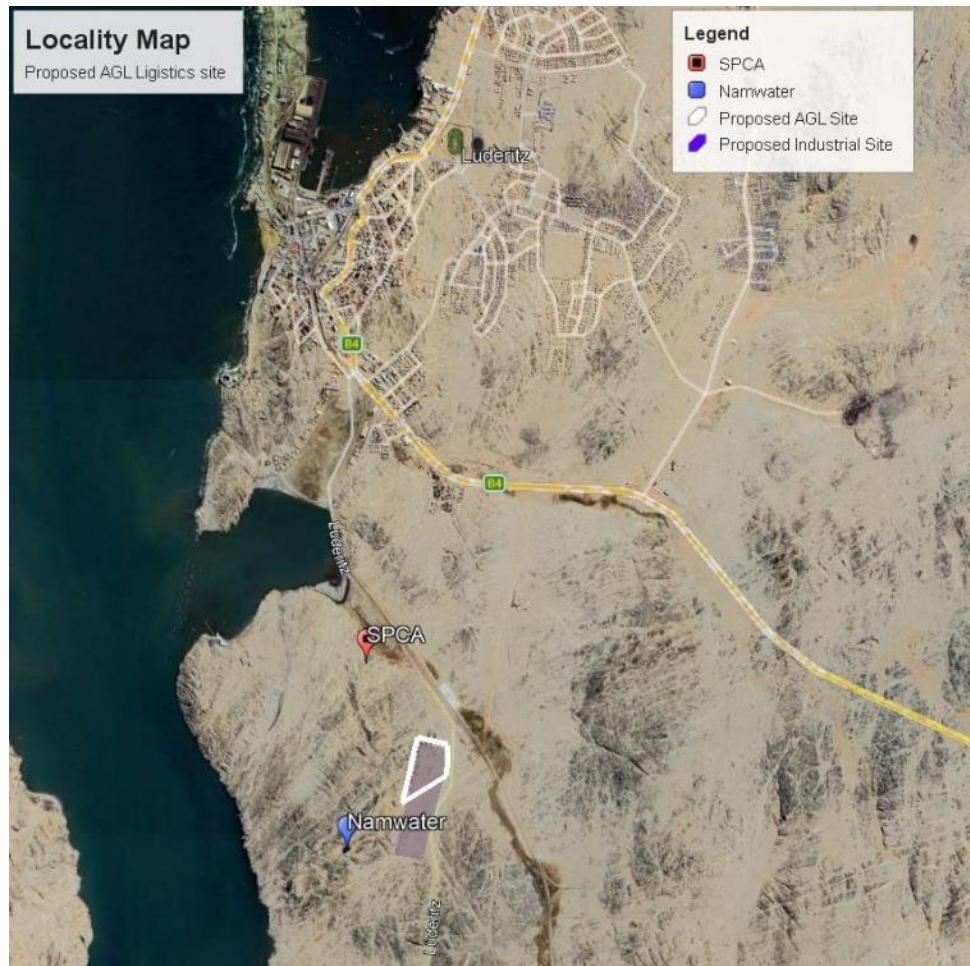 Locality Map
Proposed AGL Ligistics site
Legend
SPCA
Namwater
Proposed AGL Site
Proposed Industrial Site
Luderitz
B4
B4
Luderitz
SPCA
Namwater
Luderitz